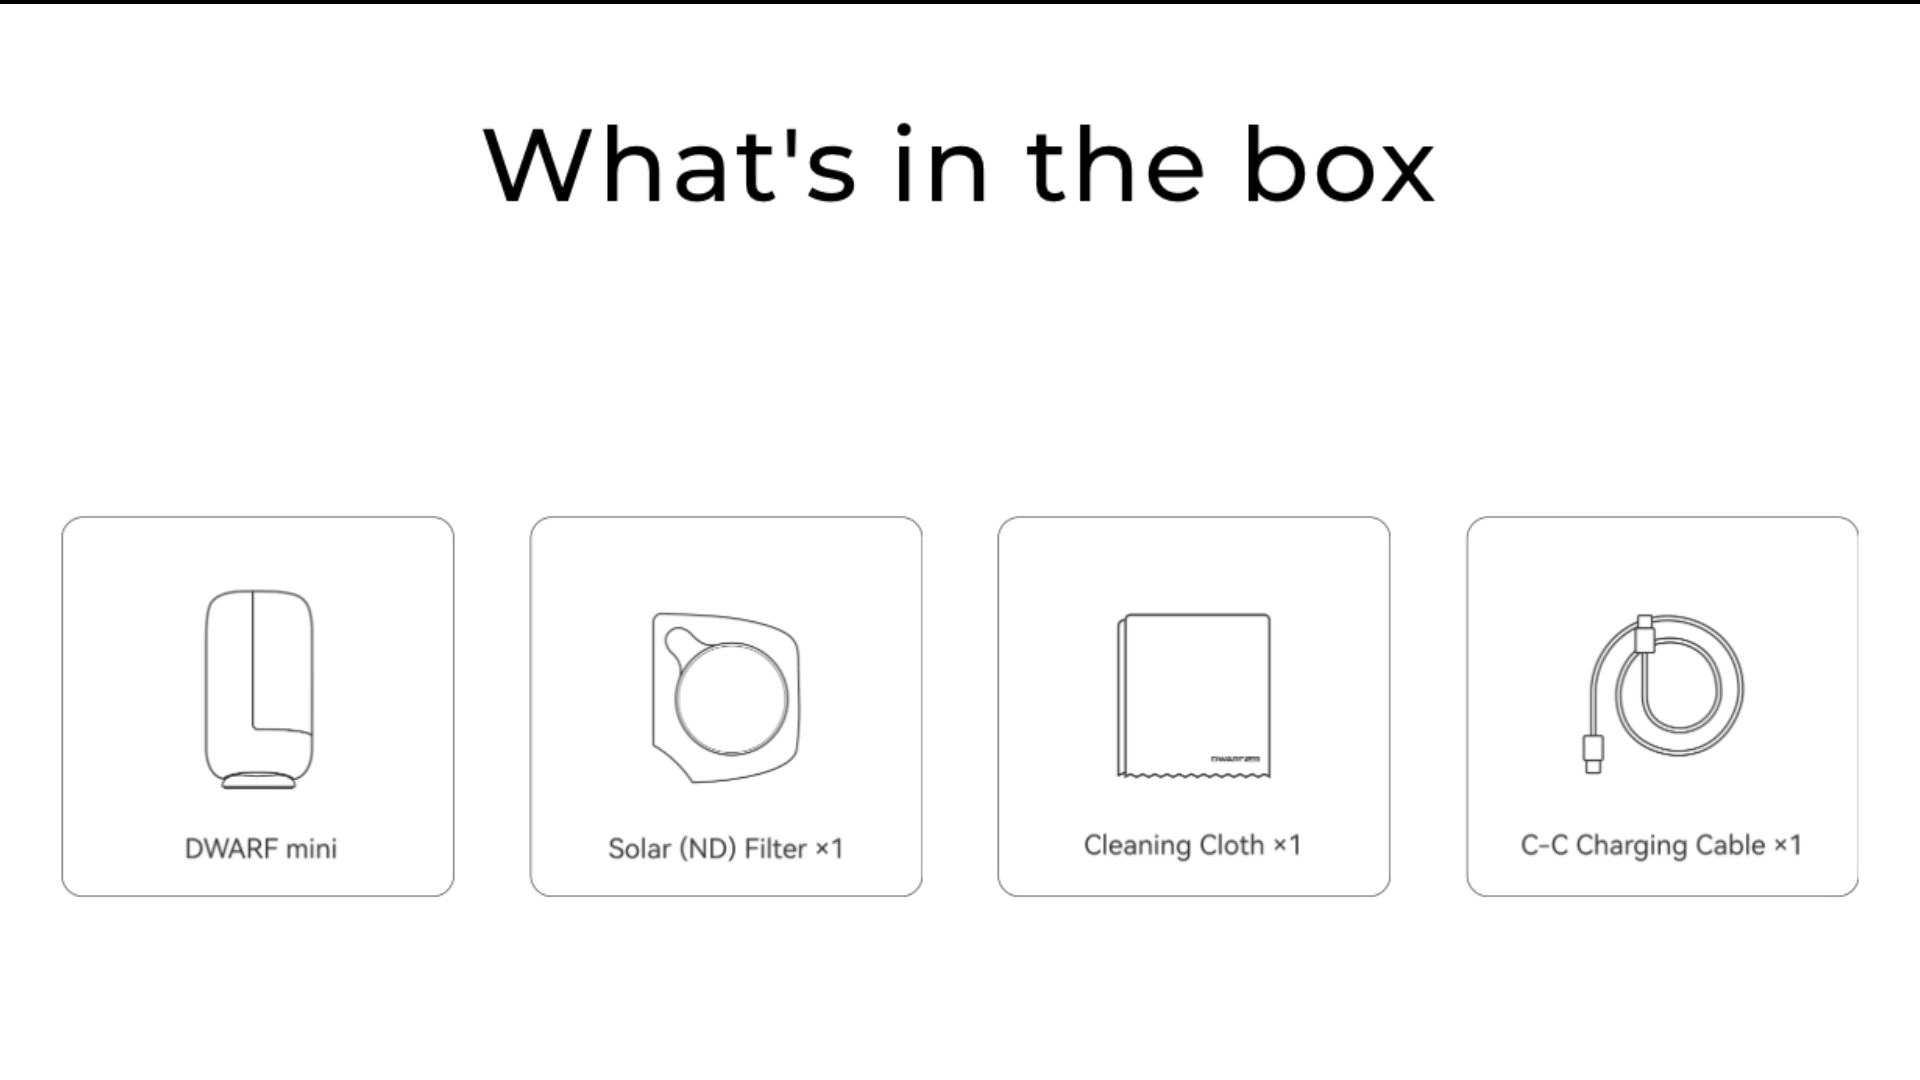 What's in the box
DWARF mini
Solar (ND) Filter ×1
Cleaning Cloth ×1
C-C Charging Cable ×1